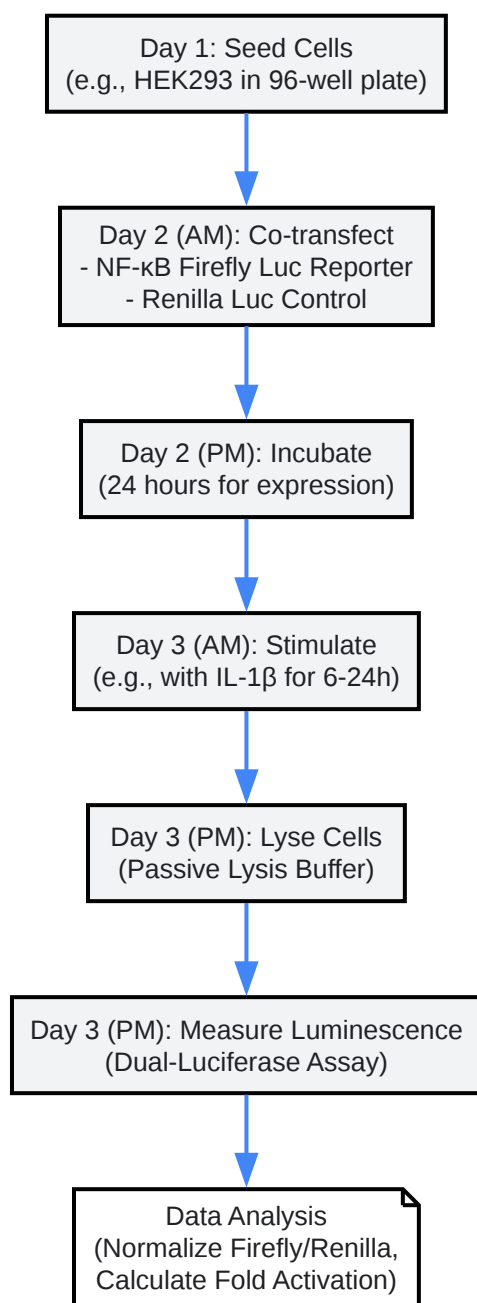 Day 1: Seed Cells
(e.g., HEK293 in 96-well plate)
Day 2 (AM): Co-transfect
- NF-κB Firefly Luc Reporter
- Renilla Luc Control
Day 2 (PM): Incubate
(24 hours for expression)
Day 3 (AM): Stimulate
(e.g., with IL-1β for 6-24h)
Day 3 (PM): Lyse Cells
(Passive Lysis Buffer)
Day 3 (PM): Measure Luminescence
(Dual-Luciferase Assay)
Data Analysis
(Normalize Firefly/Renilla,
Calculate Fold Activation)